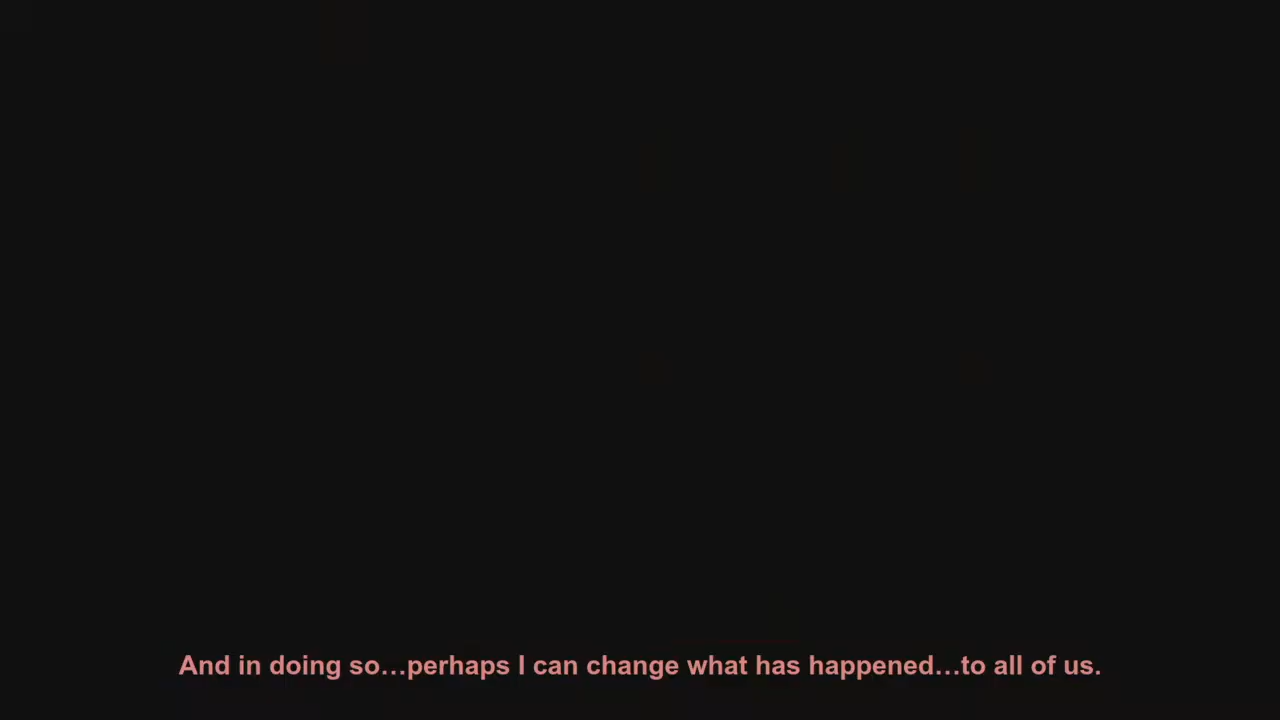 And in doing so…perhaps I can change what has happened…to all of us.